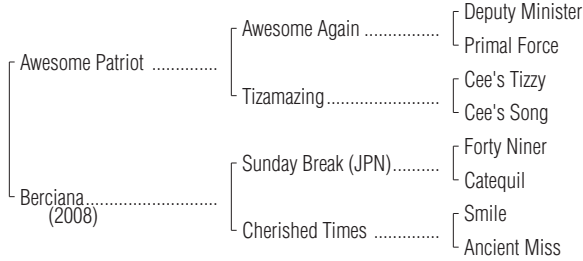 Deputy Minister
Awesome Again ................
Primal Force
Awesome Patriot ..............
Cee's Tizzy
Tizamazing........................
Cee's Song
Forty Niner
Sunday Break (JPN)..........
Catequil
Berciana............................
(2008)
Smile
Cherished Times ..............
Ancient Miss